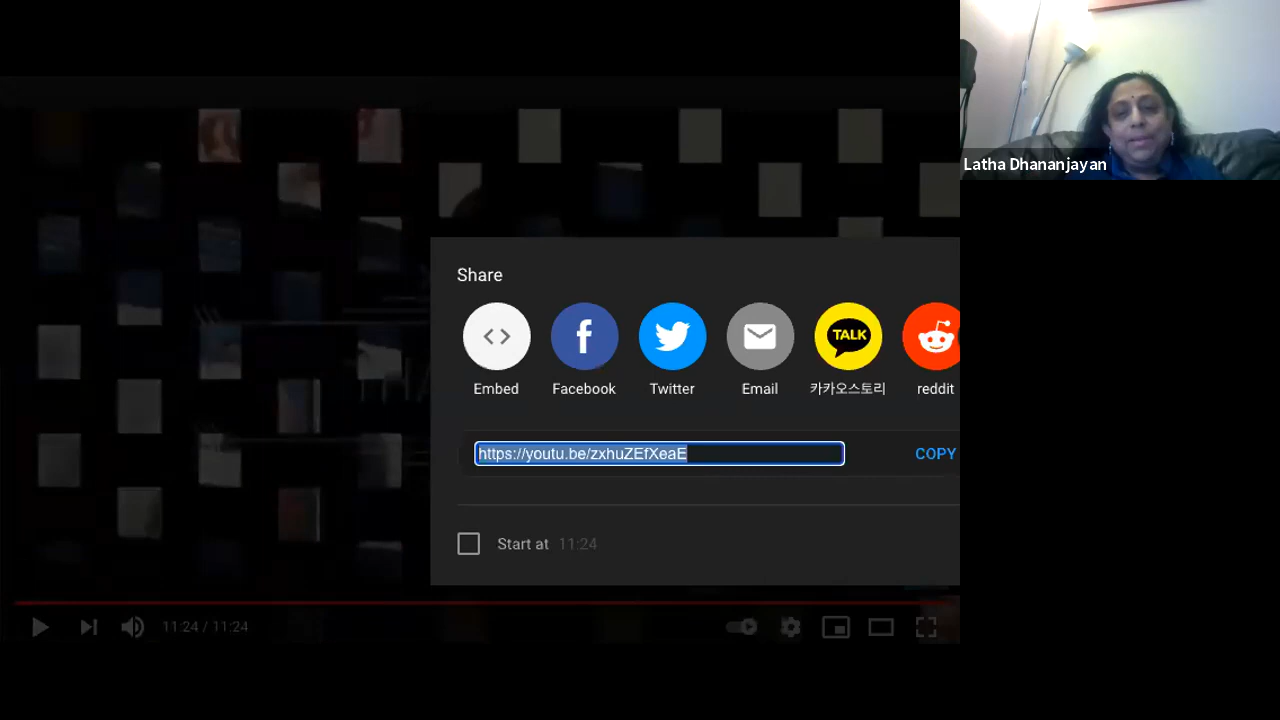 Latha Dhananjayan
Share
TALK
Embed
Facebook
Twitter
Email
카카오스토리
reddit
https://youtu.be/zxhuZEfXeaE
COPY
Start at 11:24
11:24 / 11:24